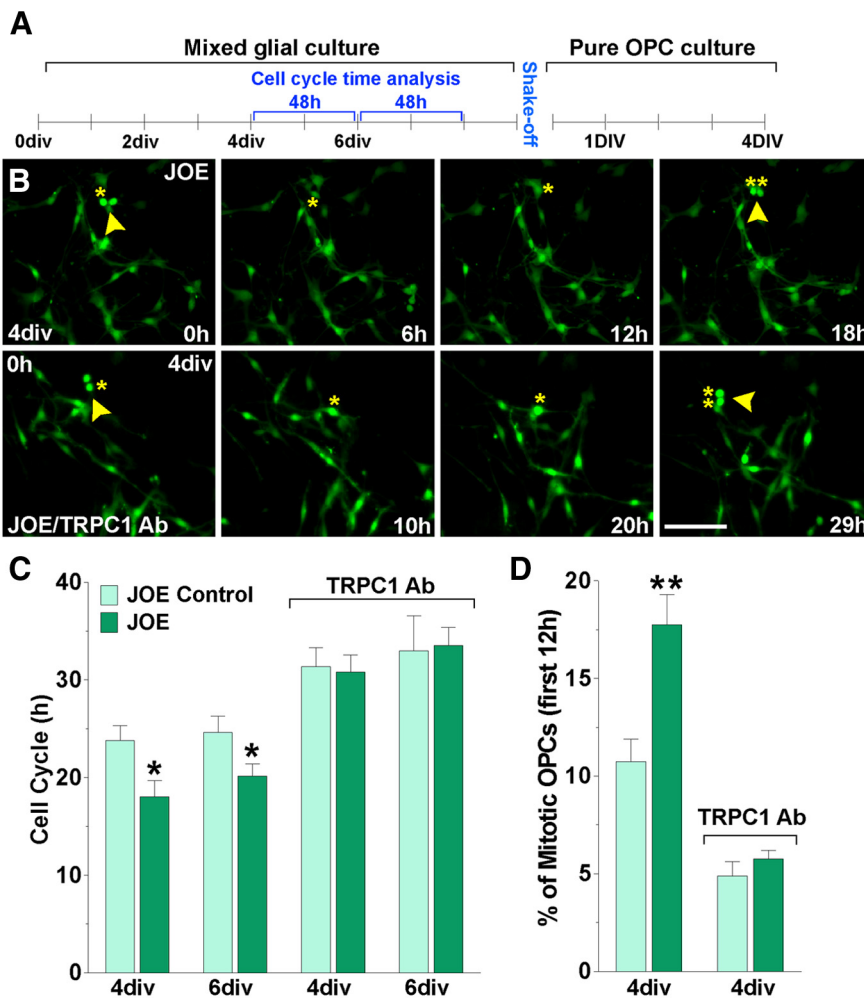 A
Mixed glial culture
Pure OPC culture
Cell cycle time analysis
48h
48h
Shake-off
0div
2div
4div
6div
1DIV
4DIV
B
JOE
*
4div
0h
*
6h
*
12h
**
18h
0h
4div
*
JOE/TRPC1 Ab
*
10h
*
20h
*
*
29h
C
JOE Control
JOE
TRPC1 Ab
Cell Cycle (h)
40
30
20
10
0
*
*
4div
6div
4div
6div
D
% of Mitotic OPCs (first 12h)
20
15
10
5
0
**
TRPC1 Ab
4div
4div